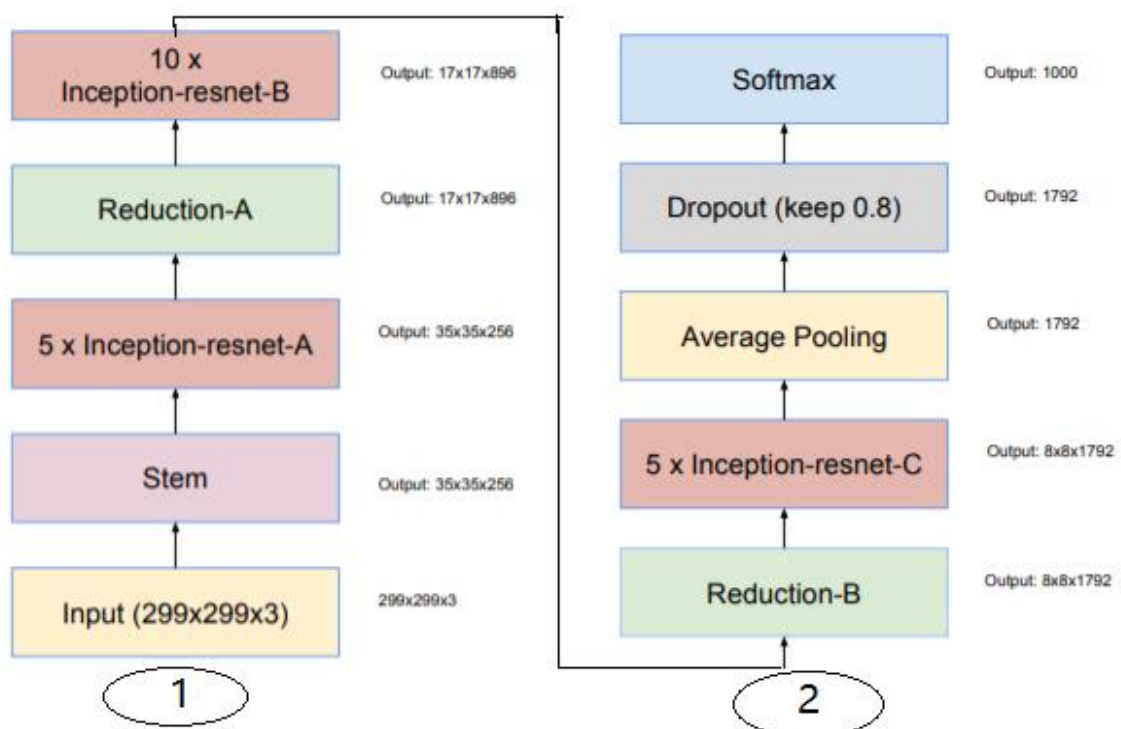 10 x
Inception-resnet-B
Output: 17x17x896
Reduction-A
Output: 17x17x896
5 x Inception-resnet-A
Output: 35x35x256
Stem
Output: 35x35x256
Input (299x299x3)
299x299x3
1
Softmax
Output: 1000
Dropout (keep 0.8)
Output: 1792
Average Pooling
Output: 1792
5 x Inception-resnet-C
Output: 8x8x1792
Reduction-B
Output: 8x8x1792
2